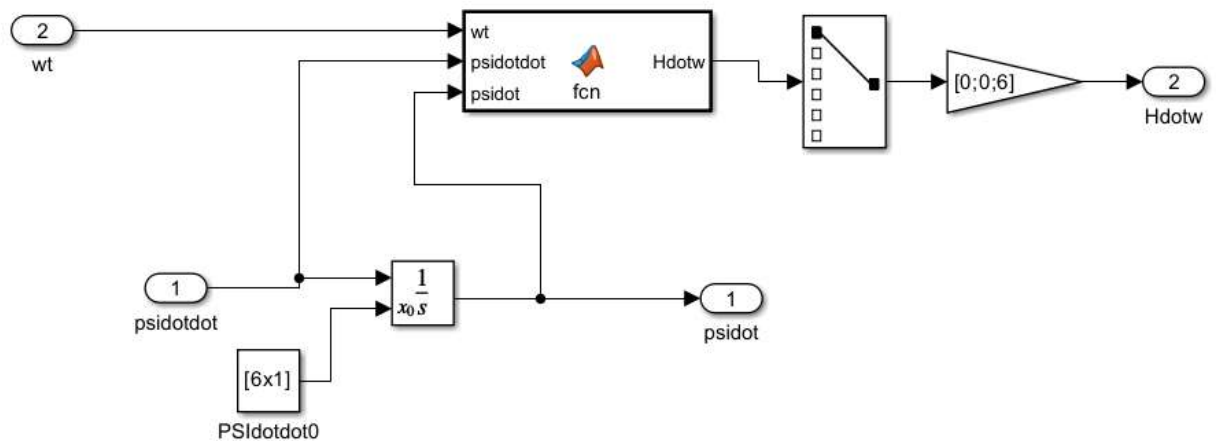 2
wt
wt
psidotdot
psidot
fcn
Hdotw
[0;0;6]
2
Hdotw
1
psidotdot
1
s
x0
1
psidot
[6x1]
PSIdotdot0